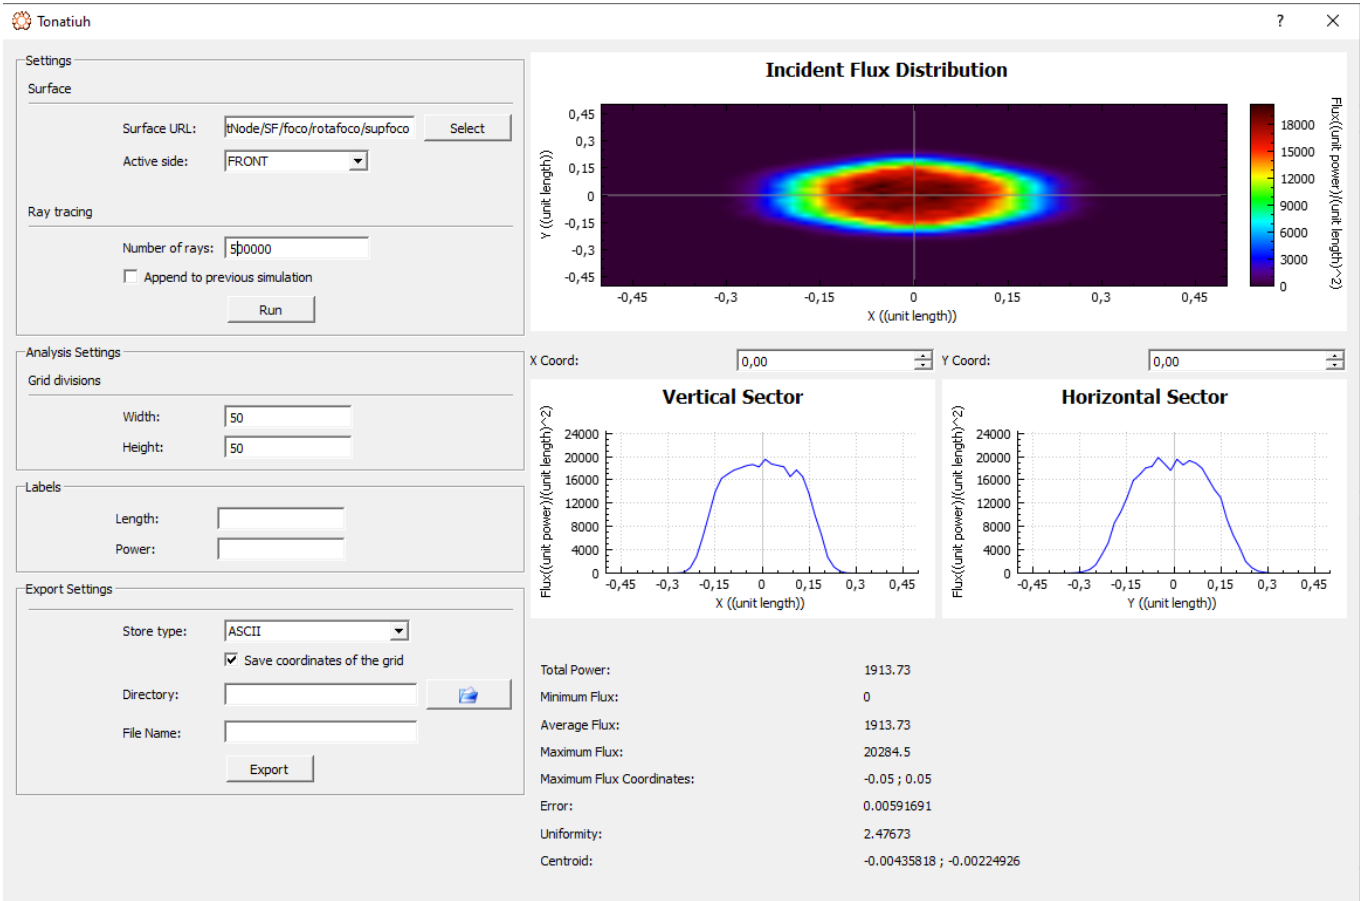 Tonatiuh
?
Settings
Surface
Surface URL: tNode/SF/foco/rotafoco/supfoco Select
Active side: FRONT
Ray tracing
Number of rays: 500000
Append to previous simulation
Run
Analysis Settings
Grid divisions
Width: 50
Height: 50
Labels
Length:
Power:
Export Settings
Store type: ASCII
Save coordinates of the grid
Directory:
File Name:
Export
Incident Flux Distribution
Y ((unit length))
0,45
0,3
0,15
0
-0,15
-0,3
-0,45
-0,45 -0,3 -0,15 0 0,15 0,3 0,45
X ((unit length))
18000
15000
12000
9000
6000
3000
0
Flux((unit power)/(unit length)^2)
X Coord: 0,00
Y Coord: 0,00
Vertical Sector
Flux((unit power)/(unit length)^2)
24000
20000
16000
12000
8000
4000
0
-0,45 -0,3 -0,15 0 0,15 0,3 0,45
X ((unit length))
Horizontal Sector
Flux((unit power)/(unit length)^2)
24000
20000
16000
12000
8000
4000
0
-0,45 -0,3 -0,15 0 0,15 0,3 0,45
Y ((unit length))
Total Power: 1913.73
Minimum Flux: 0
Average Flux: 1913.73
Maximum Flux: 20284.5
Maximum Flux Coordinates: -0.05 ; 0.05
Error: 0.00591691
Uniformity: 2.47673
Centroid: -0.00435818 ; -0.00224926